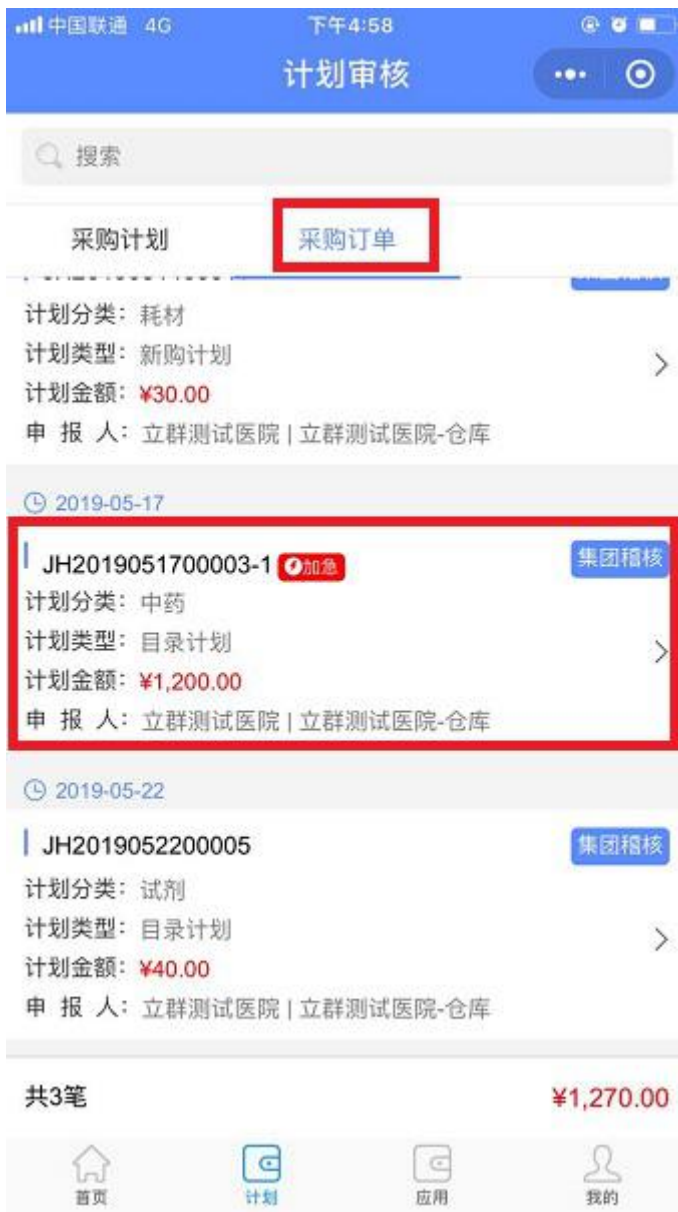 中国联通 4G 下午4:58
计划审核
搜索
采购计划 采购订单
计划分类：耗材
计划类型：新购计划
计划金额：¥30.00
申 报 人：立群测试医院 | 立群测试医院-仓库
2019-05-17
JH2019051700003-1 加急 集团稽核
计划分类：中药
计划类型：目录计划
计划金额：¥1,200.00
申 报 人：立群测试医院 | 立群测试医院-仓库
2019-05-22
JH2019052200005 集团稽核
计划分类：试剂
计划类型：目录计划
计划金额：¥40.00
申 报 人：立群测试医院 | 立群测试医院-仓库
共3笔 ¥1,270.00
首页 计划 应用 我的